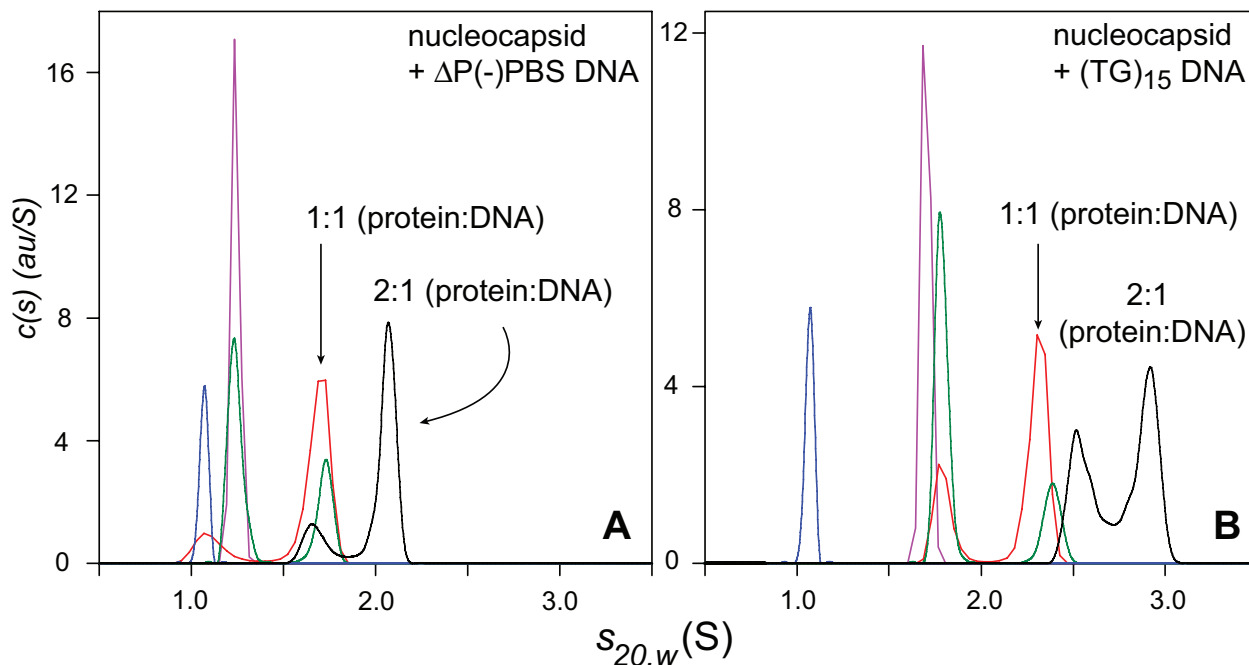 nucleocapsid
+ ΔP(-)PBS DNA
nucleocapsid
+ (TG)15 DNA
16
12
8
4
0
12
8
4
0
1:1 (protein:DNA)
2:1 (protein:DNA)
1:1 (protein:DNA)
2:1
(protein:DNA)
c(s) (au/S)
A
B
1.0
2.0
3.0
1.0
2.0
3.0
s20,w(S)